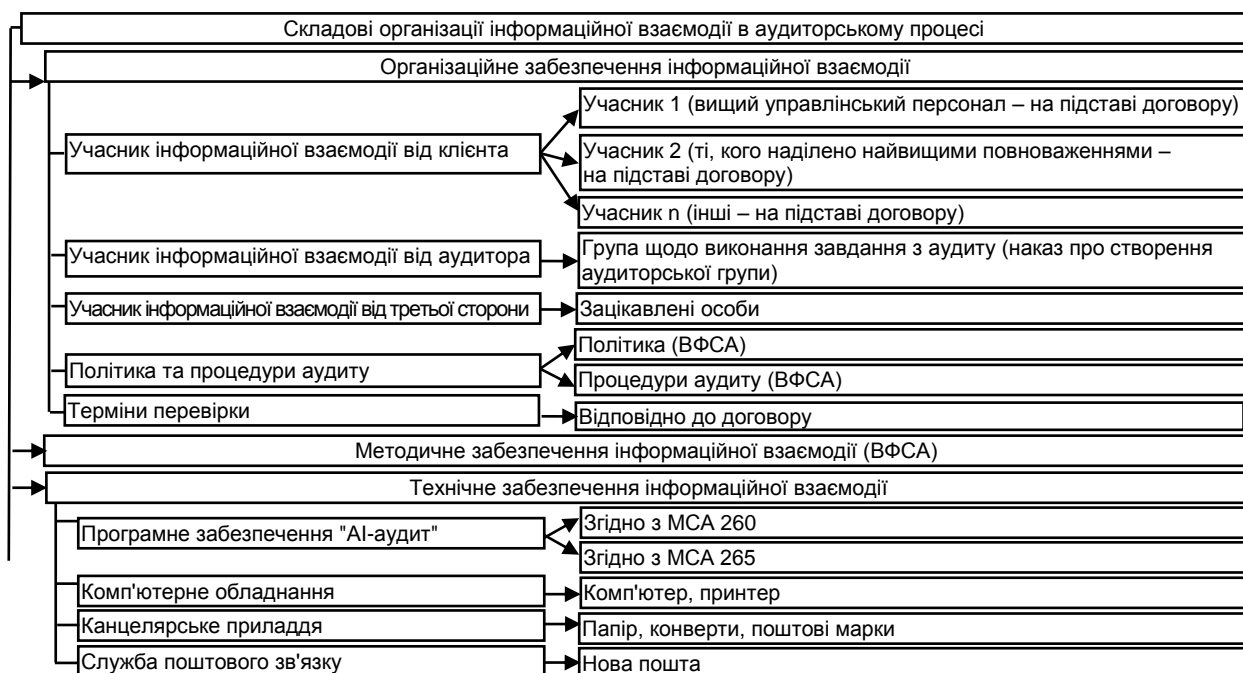 Складові організації інформаційної взаємодії в аудиторському процесі
Організаційне забезпечення інформаційної взаємодії
Учасник інформаційної взаємодії від клієнта
Учасник 1 (вищий управлінський персонал – на підставі договору)
Учасник 2 (ті, кого наділено найвищими повноваженнями –
на підставі договору)
Учасник n (інші – на підставі договору)
Учасник інформаційної взаємодії від аудитора
Група щодо виконання завдання з аудиту (наказ про створення
аудиторської групи)
Учасник інформаційної взаємодії від третьої сторони
Зацікавлені особи
Політика та процедури аудиту
Політика (ВФСА)
Процедури аудиту (ВФСА)
Терміни перевірки
Відповідно до договору
Методичне забезпечення інформаційної взаємодії (ВФСА)
Технічне забезпечення інформаційної взаємодії
Програмне забезпечення "АІ-аудит"
Згідно з МСА 260
Згідно з МСА 265
Комп'ютерне обладнання
Комп'ютер, принтер
Канцелярське приладдя
Папір, конверти, поштові марки
Служба поштового зв'язку
Нова пошта